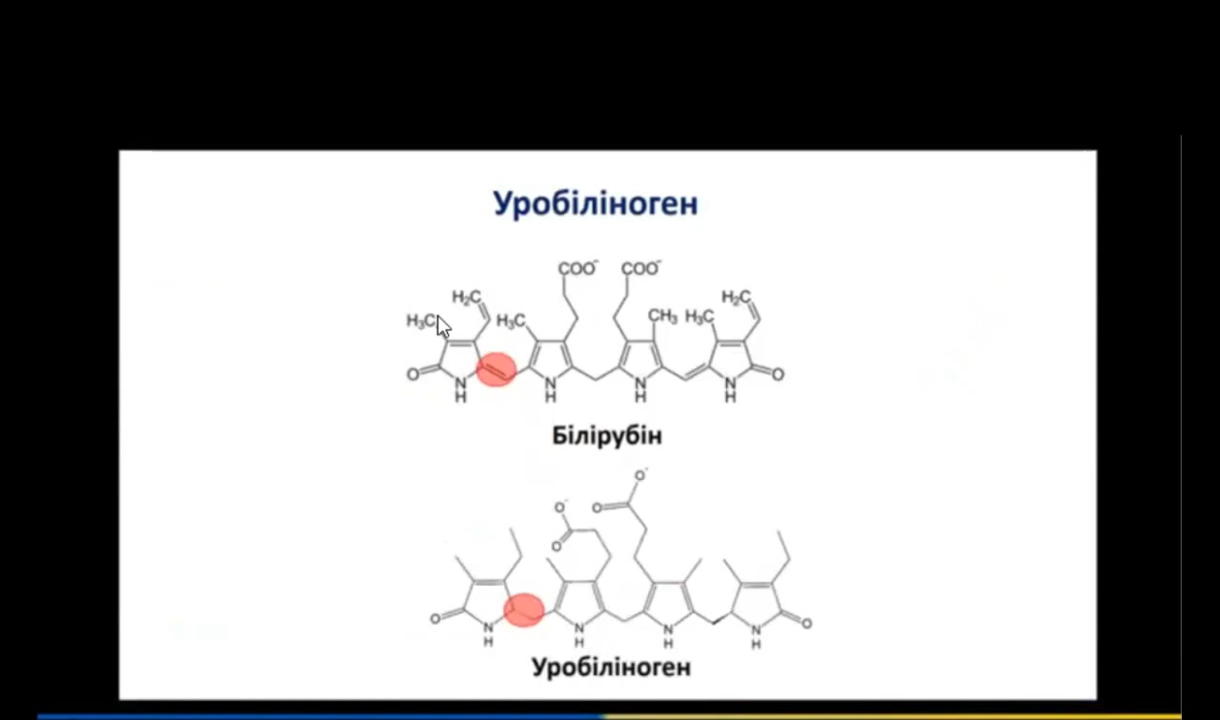 Уробіліноген
COO⁻ COO⁻
H₂C H₂C
H₃C H₃C CH₃ H₃C
O N H N H N H N H O
Білірубін
O⁻
O⁻ O
O
O N H N H N H N H O
Уробіліноген